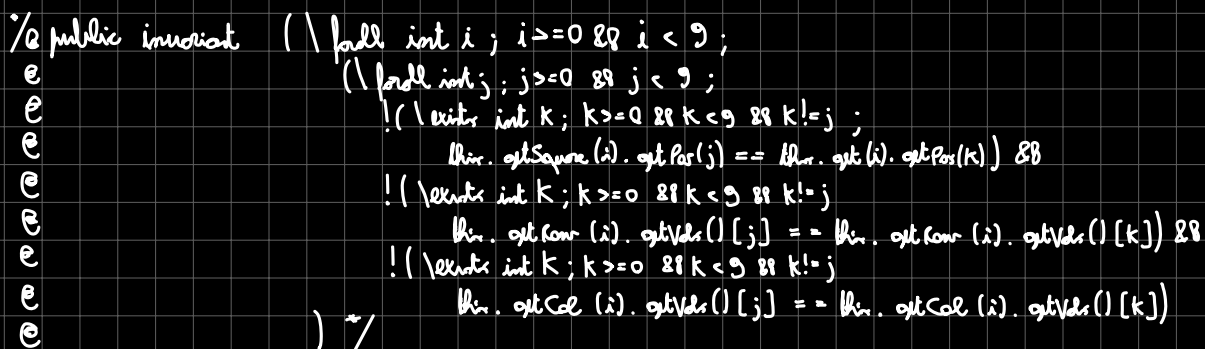 /@ public invariant (\forall int i ; i>=0 && i < 9 ;
@ (\forall int j ; j>=0 && j < 9 ;
@ !(\exists int k ; k>=0 && k<9 && k!=j ;
@ this.getSquare(i).getPos(j) == this.get(i).getPos(k)) &&
@ !(\exists int k ; k>=0 && k<9 && k!=j
@ this.getRow(i).getVals()[j] == this.getRow(i).getVals()[k]) &&
@ !(\exists int k ; k>=0 && k<9 && k!=j
@ this.getCol(i).getVals()[j] == this.getCol(i).getVals()[k])
@ ) */